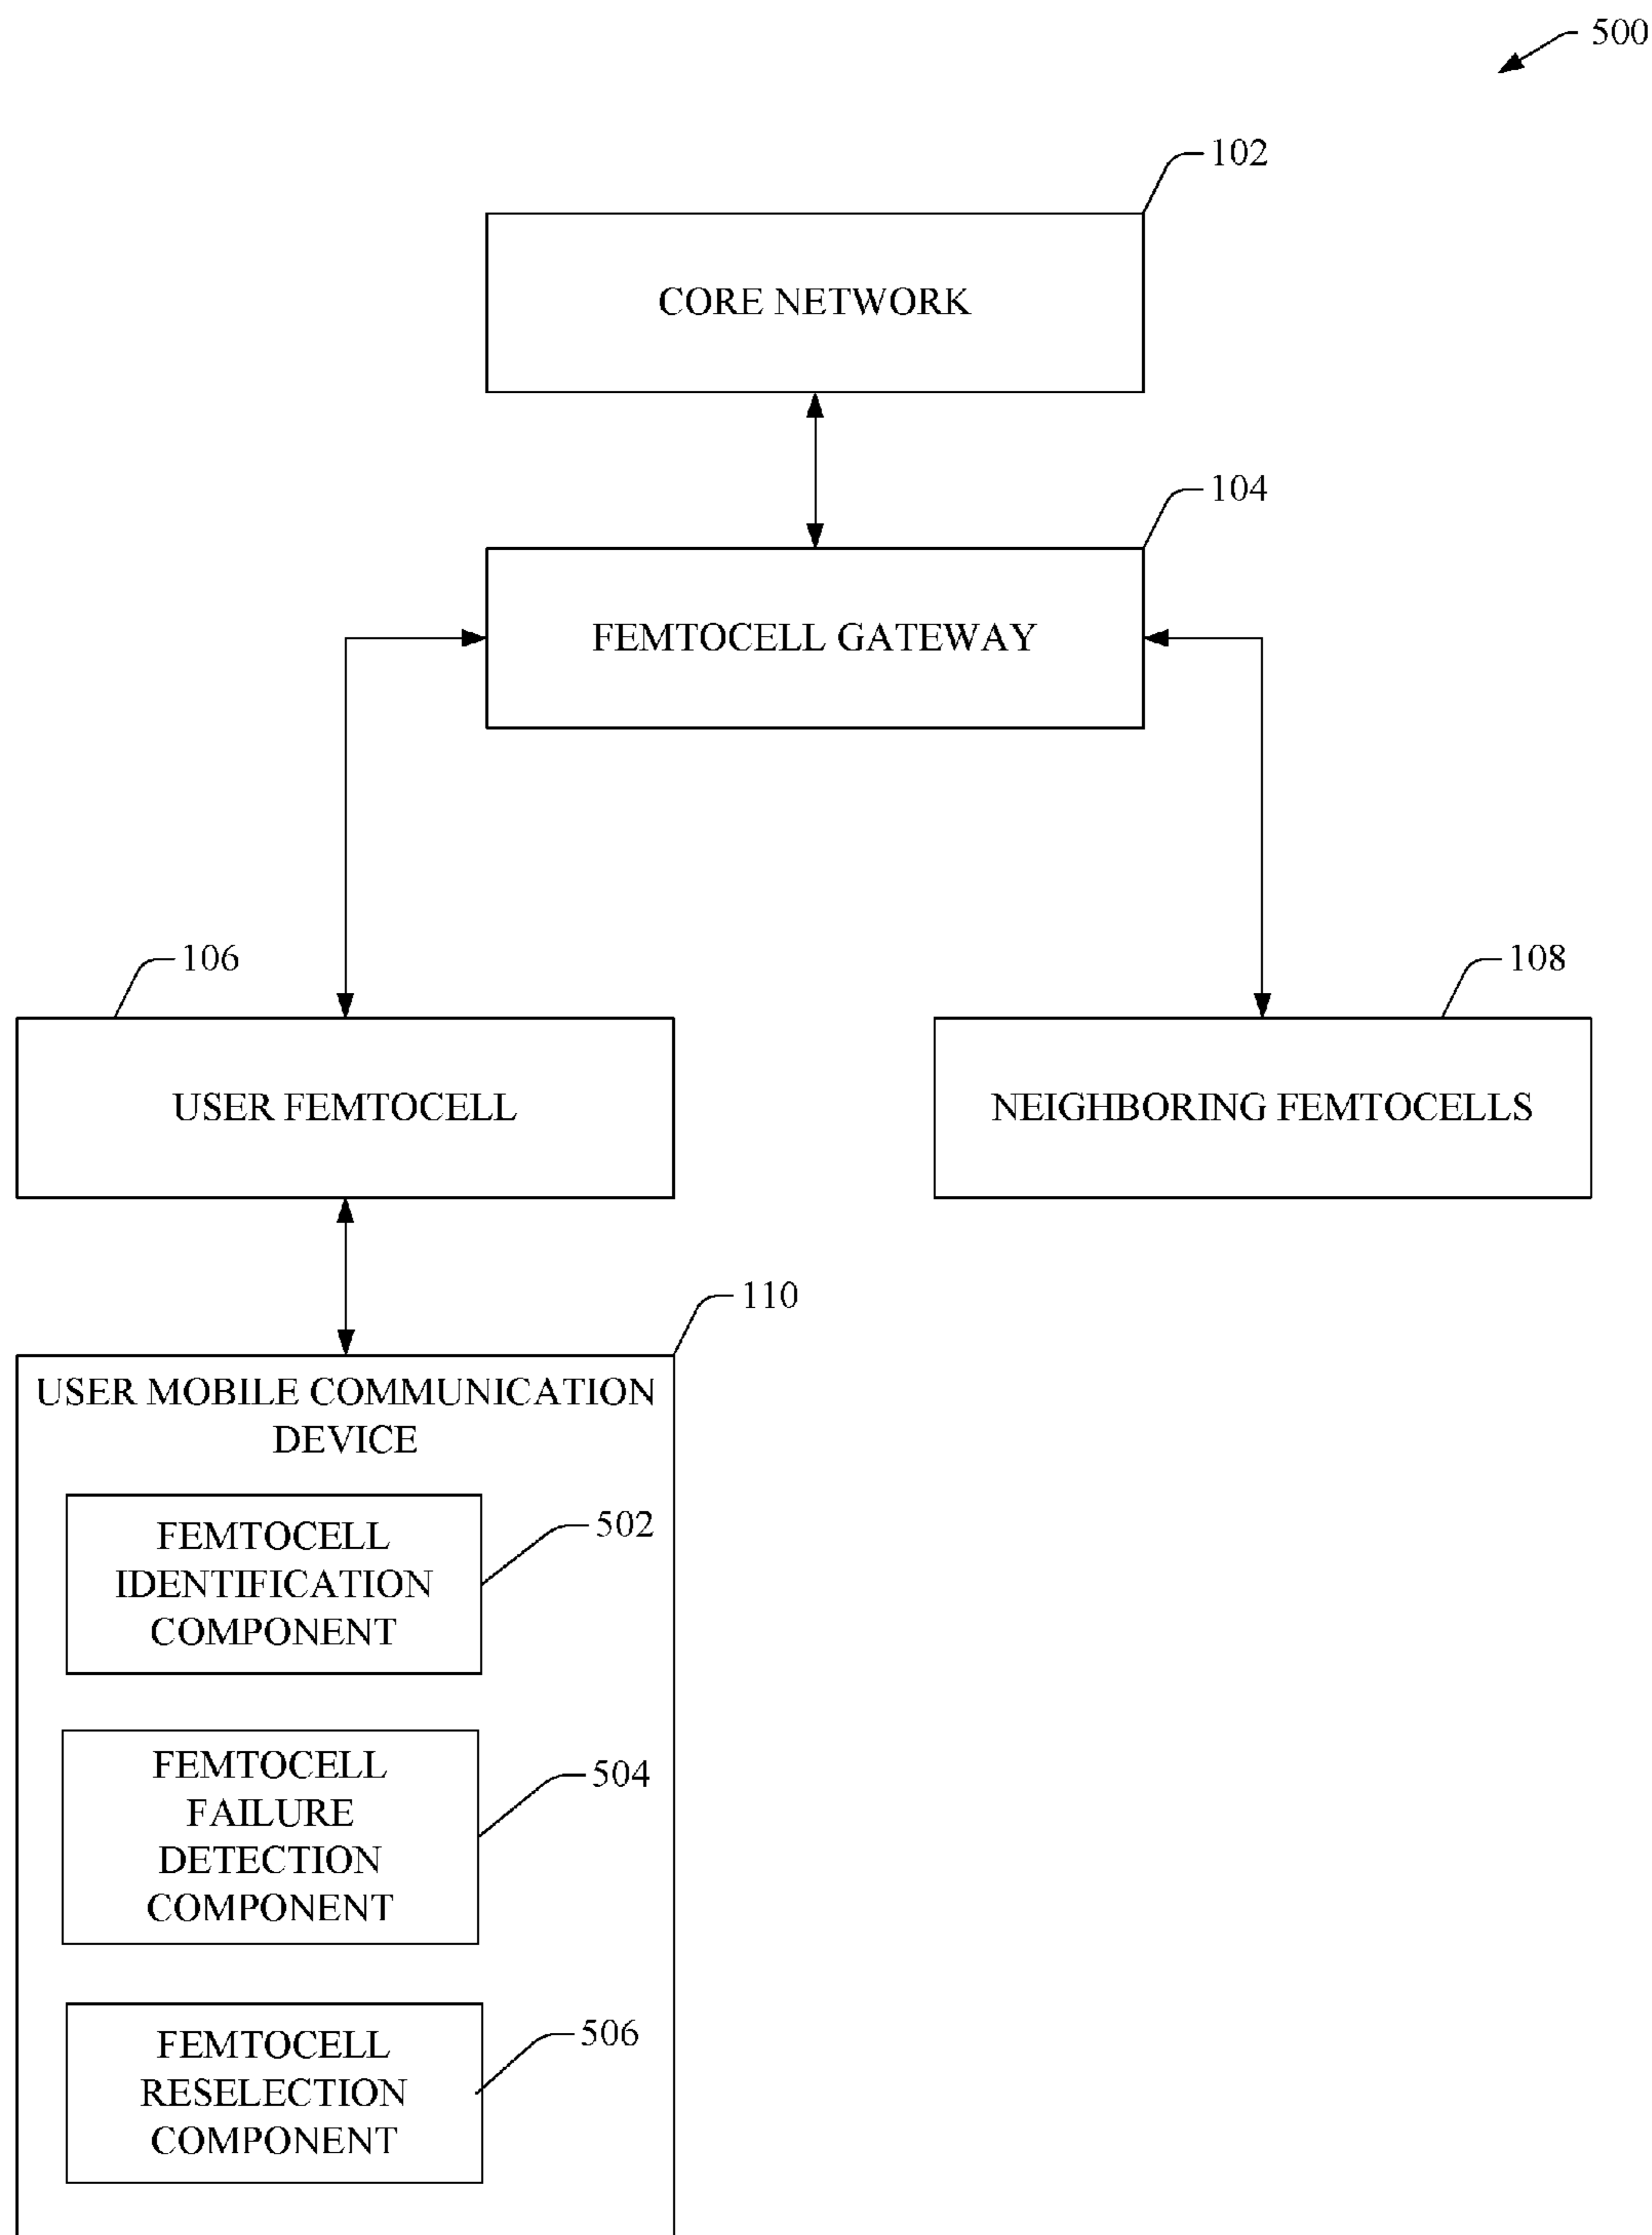 500
102
CORE NETWORK
104
FEMTOCELL GATEWAY
106
108
USER FEMTOCELL
NEIGHBORING FEMTOCELLS
110
USER MOBILE COMMUNICATION
DEVICE
FEMTOCELL
IDENTIFICATION
COMPONENT
502
FEMTOCELL
FAILURE
DETECTION
COMPONENT
504
FEMTOCELL
RESELECTION
COMPONENT
506